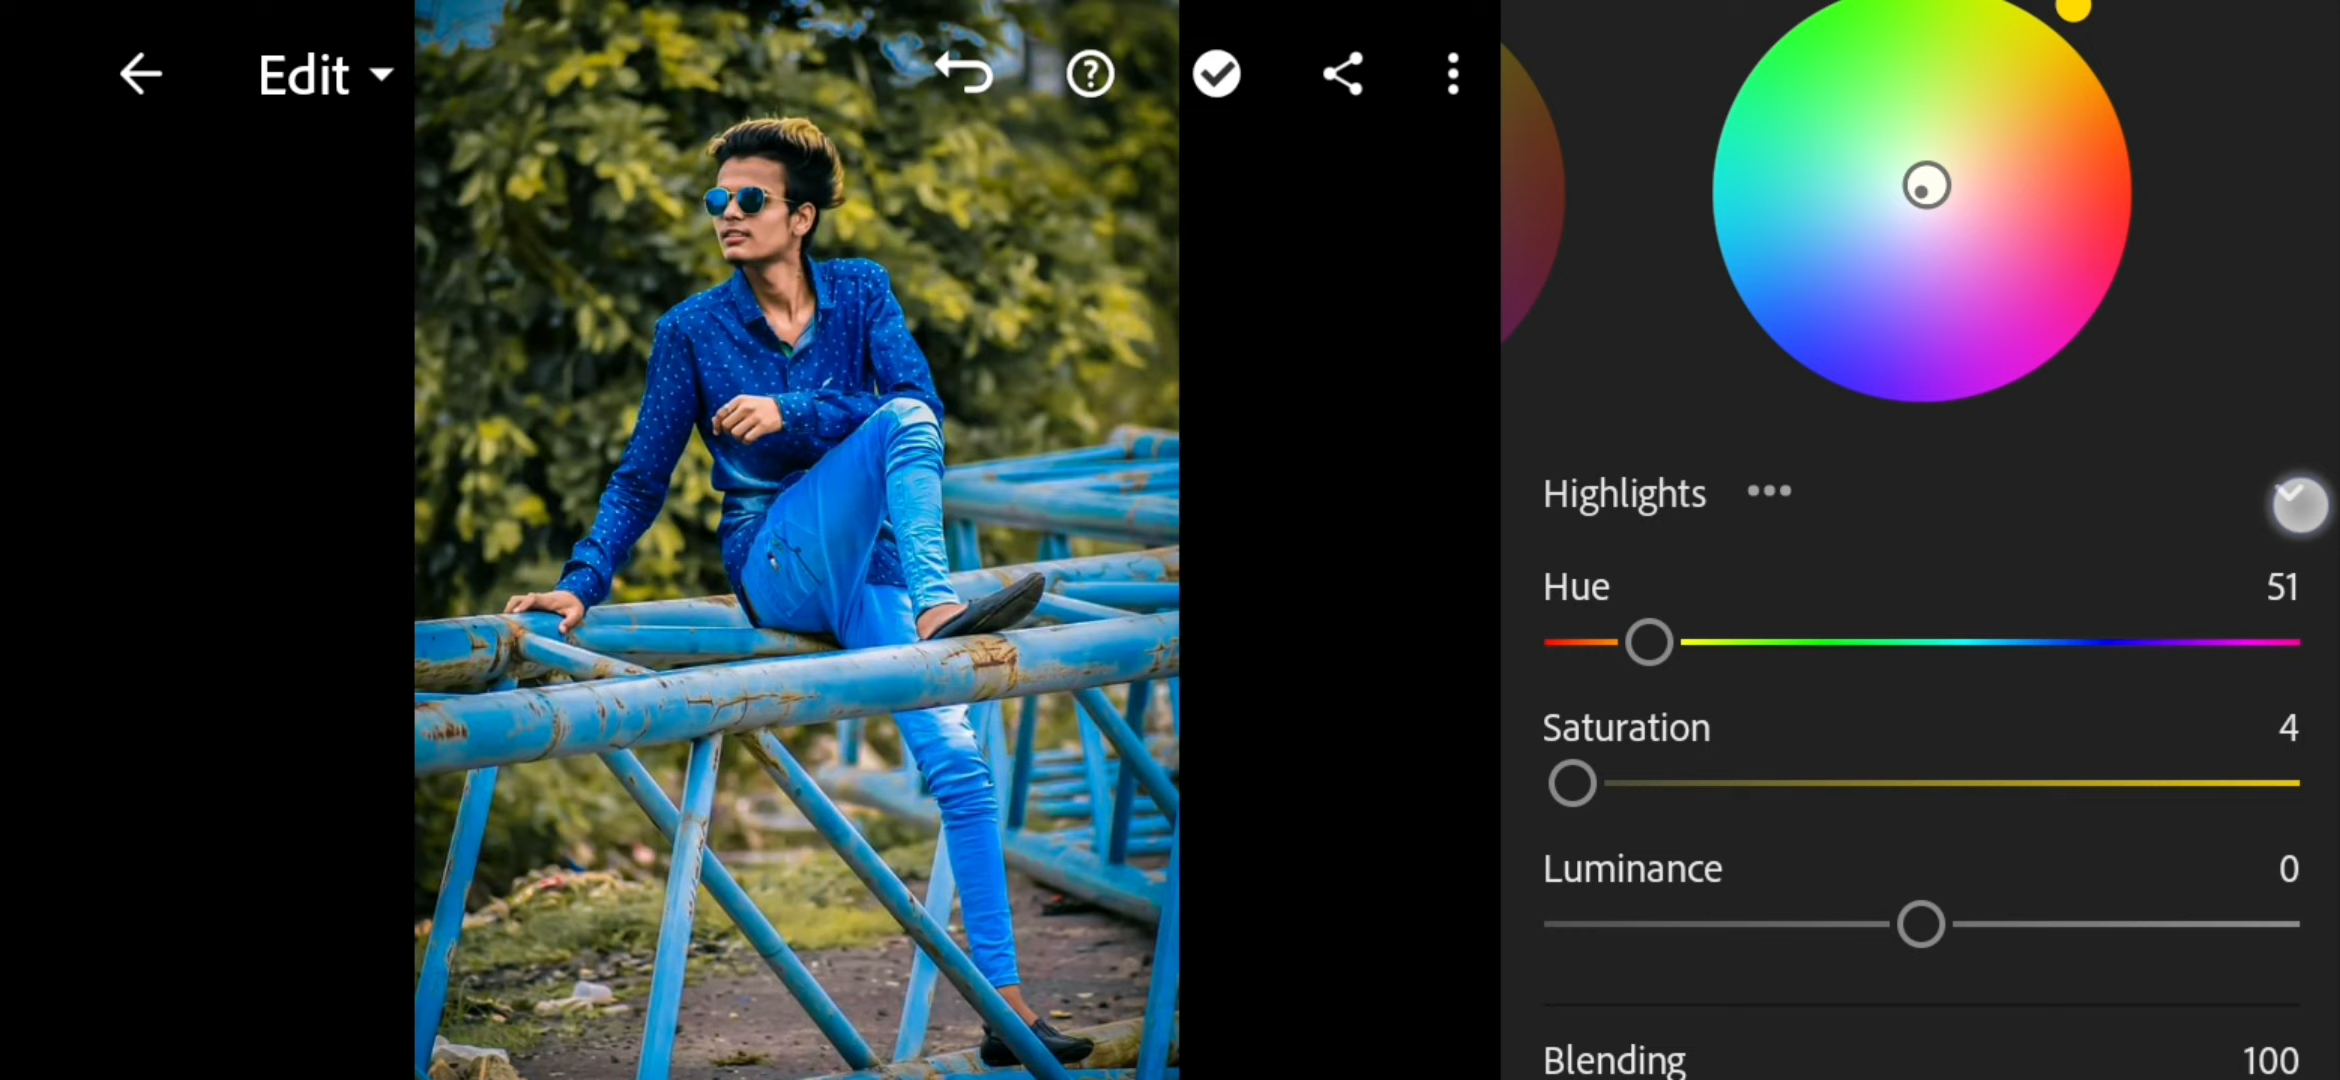 Edit
Highlights
Hue 51
Saturation 4
Luminance 0
Blending 100